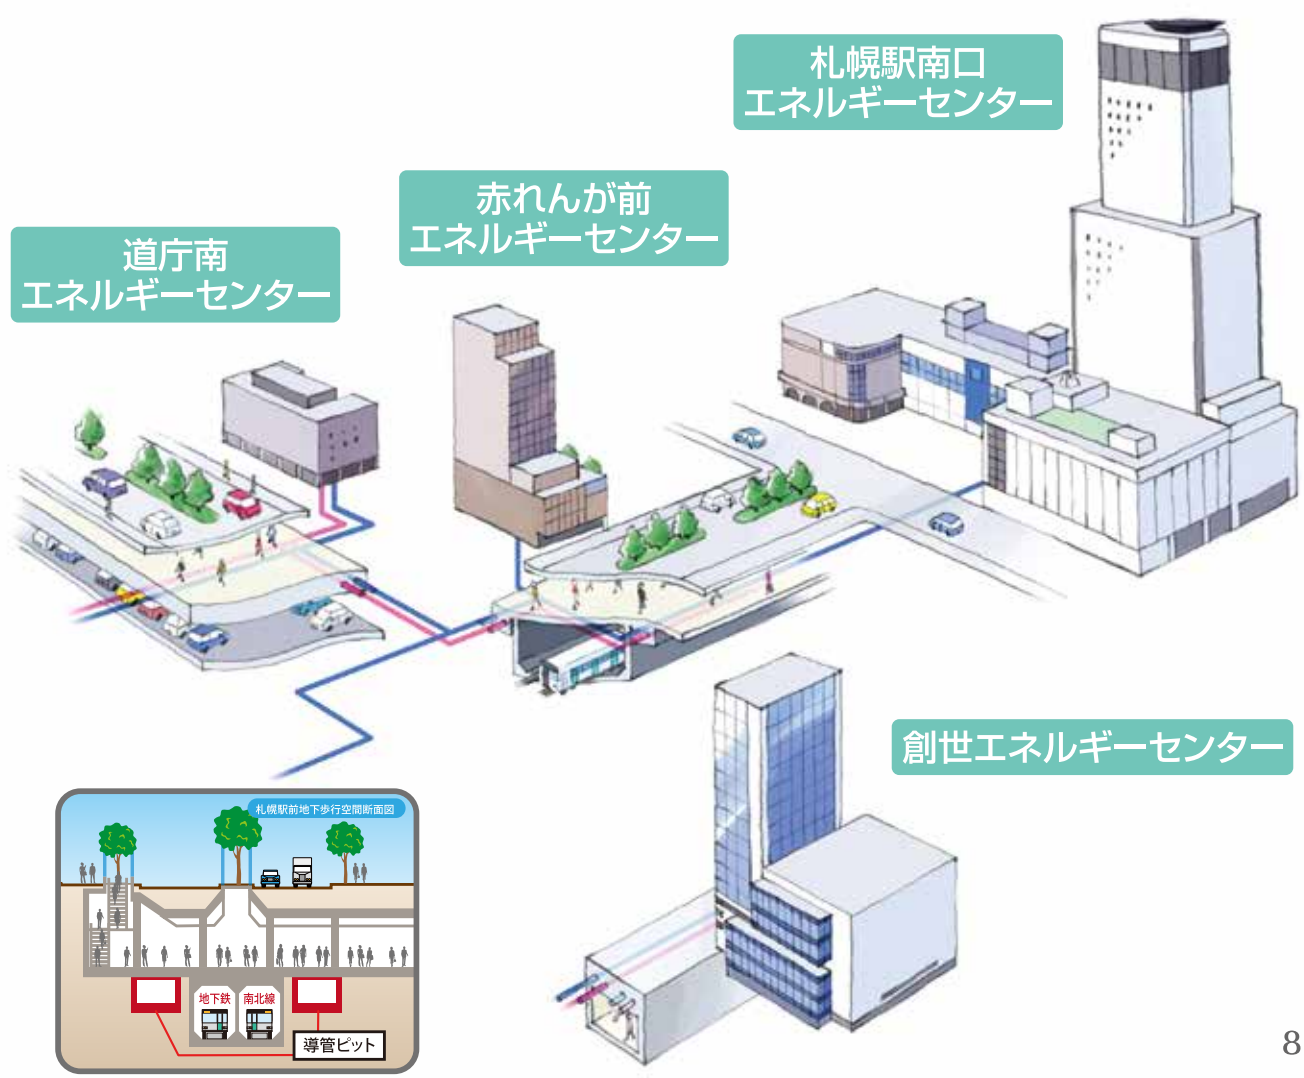 札幌駅南口
エネルギーセンター
赤れんが前
エネルギーセンター
道庁南
エネルギーセンター
創世エネルギーセンター
札幌駅前地下歩行空間断面図
地下鉄 南北線
導管ピット
8